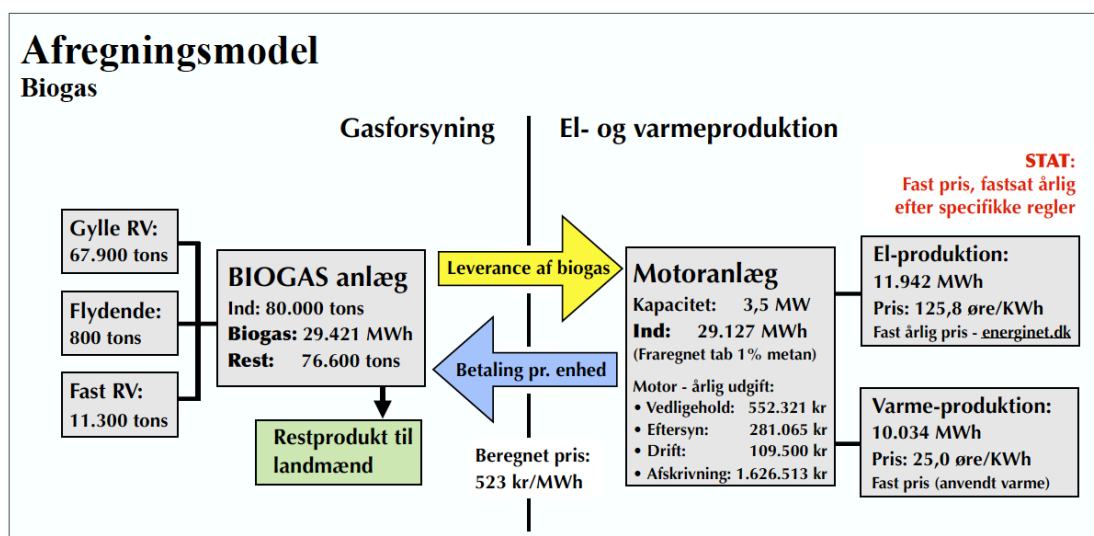 Afregningsmodel
Biogas
Gasforsyning
El- og varmeproduktion
STAT:
Fast pris, fastsat årlig
efter specifikke regler
Gylle RV:
67.900 tons
Flydende:
800 tons
Fast RV:
11.300 tons
BIOGAS anlæg
Ind: 80.000 tons
Biogas: 29.421 MWh
Rest: 76.600 tons
Restprodukt til
landmænd
Leverance af biogas
Betaling pr. enhed
Beregnet pris:
523 kr/MWh
Motoranlæg
Kapacitet: 3,5 MW
Ind: 29.127 MWh
(Fraregnet tab 1% metan)
Motor - årlig udgift:
• Vedligehold: 552.321 kr
• Eftersyn: 281.065 kr
• Drift: 109.500 kr
• Afskrivning: 1.626.513 kr
El-produktion:
11.942 MWh
Pris: 125,8 øre/KWh
Fast årlig pris - energinet.dk
Varme-produktion:
10.034 MWh
Pris: 25,0 øre/KWh
Fast pris (anvendt varme)